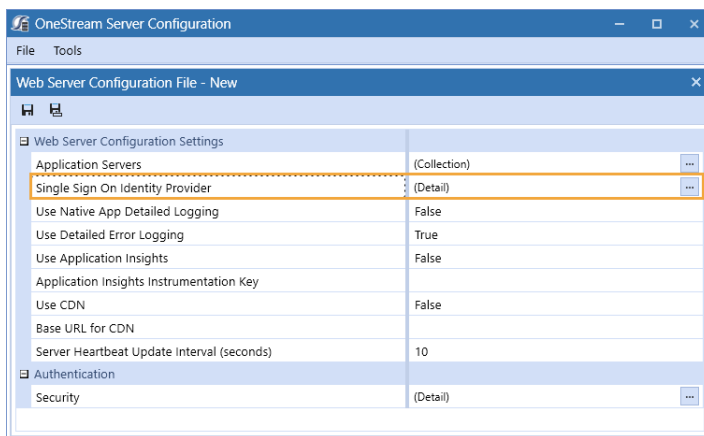 OneStream Server Configuration
File Tools
Web Server Configuration File - New
Web Server Configuration Settings
Application Servers (Collection) ...
Single Sign On Identity Provider (Detail) ...
Use Native App Detailed Logging False
Use Detailed Error Logging True
Use Application Insights False
Application Insights Instrumentation Key
Use CDN False
Base URL for CDN
Server Heartbeat Update Interval (seconds) 10
Authentication
Security (Detail) ...